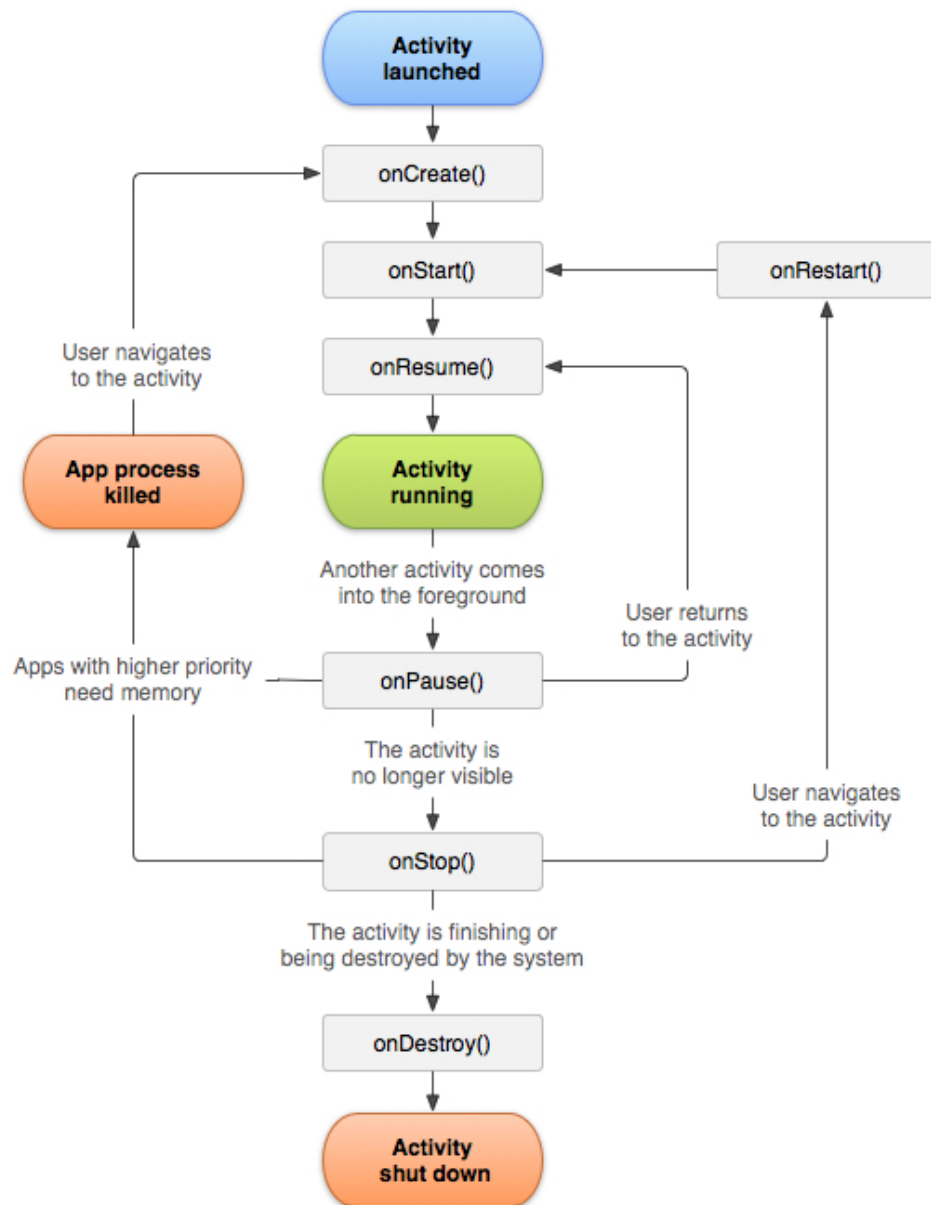 Activity
launched
onCreate()
onStart()
onRestart()
User navigates
to the activity
onResume()
App process
killed
Activity
running
Another activity comes
into the foreground
User returns
to the activity
Apps with higher priority
need memory
onPause()
The activity is
no longer visible
User navigates
to the activity
onStop()
The activity is finishing or
being destroyed by the system
onDestroy()
Activity
shut down